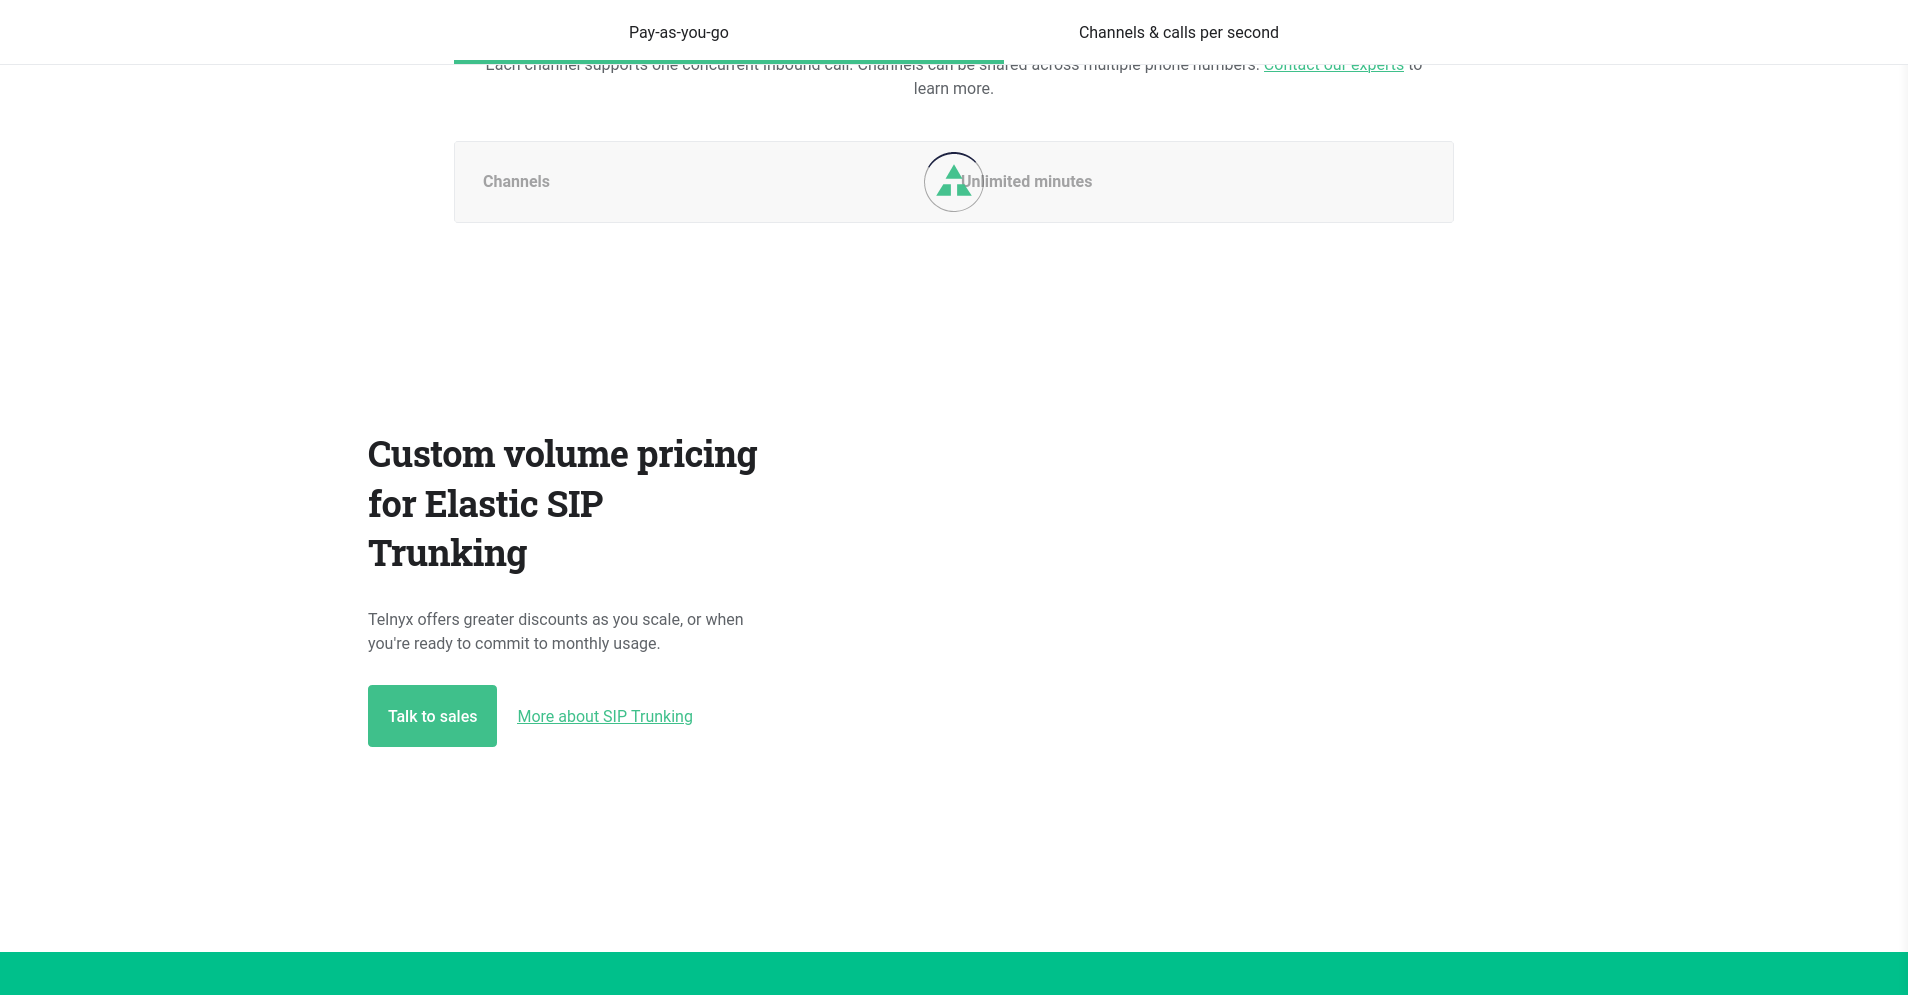 Pay-as-you-go
Channels & calls per second
Each channel supports one concurrent inbound call. Channels can be shared across multiple phone numbers. Contact our experts to
learn more.
Channels
Unlimited minutes
Custom volume pricing
for Elastic SIP
Trunking
Telnyx offers greater discounts as you scale, or when
you're ready to commit to monthly usage.
Talk to sales
More about SIP Trunking